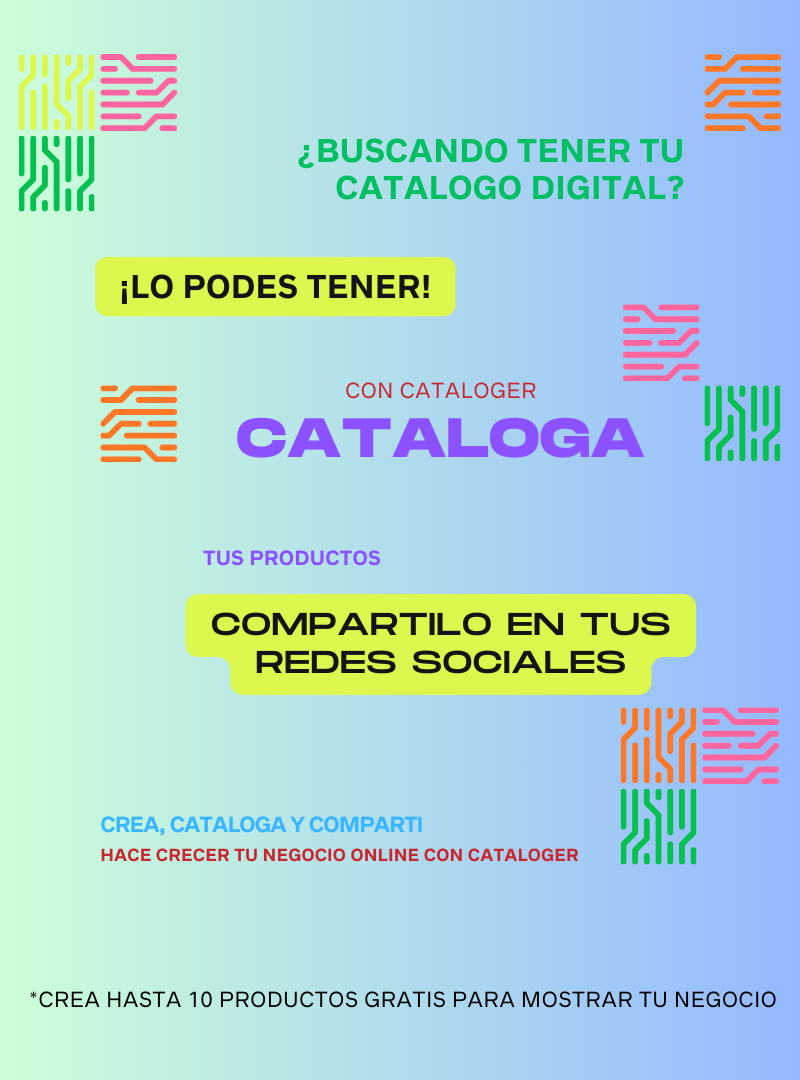 ¿BUSCANDO TENER TU
CATALOGO DIGITAL?
¡LO PODES TENER!
CON CATALOGER
CATALOGA
TUS PRODUCTOS
COMPARTILO EN TUS
REDES SOCIALES
CREA, CATALOGA Y COMPARTI
HACE CRECER TU NEGOCIO ONLINE CON CATALOGER
*CREA HASTA 10 PRODUCTOS GRATIS PARA MOSTRAR TU NEGOCIO